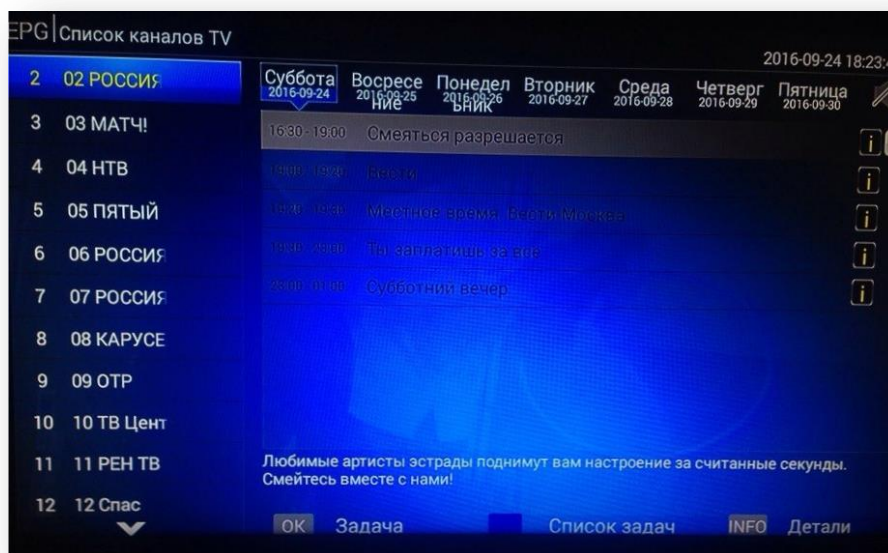 EPG|Список каналов TV
2016-09-24 18:23:4
2 02 РОССИЯ
3 03 МАТЧ!
4 04 НТВ
5 05 ПЯТЫЙ
6 06 РОССИЯ
7 07 РОССИЯ
8 08 КАРУСЕ
9 09 ОТР
10 10 ТВ Цент
11 11 РЕН ТВ
12 12 Спас
Суббота
2016-09-24
Восресе
ние
2016-09-25
Понедел
ьник
2016-09-26
Вторник
2016-09-27
Среда
2016-09-28
Четверг
2016-09-29
Пятница
2016-09-30
16:30 - 19:00 Смеяться разрешается
Вести
Местное время. Вести Москва
Ты заплатишь за все
Субботний вечер
Любимые артисты эстрады поднимут вам настроение за считанные секунды.
Смейтесь вместе с нами!
OK Задача Список задач INFO Детали